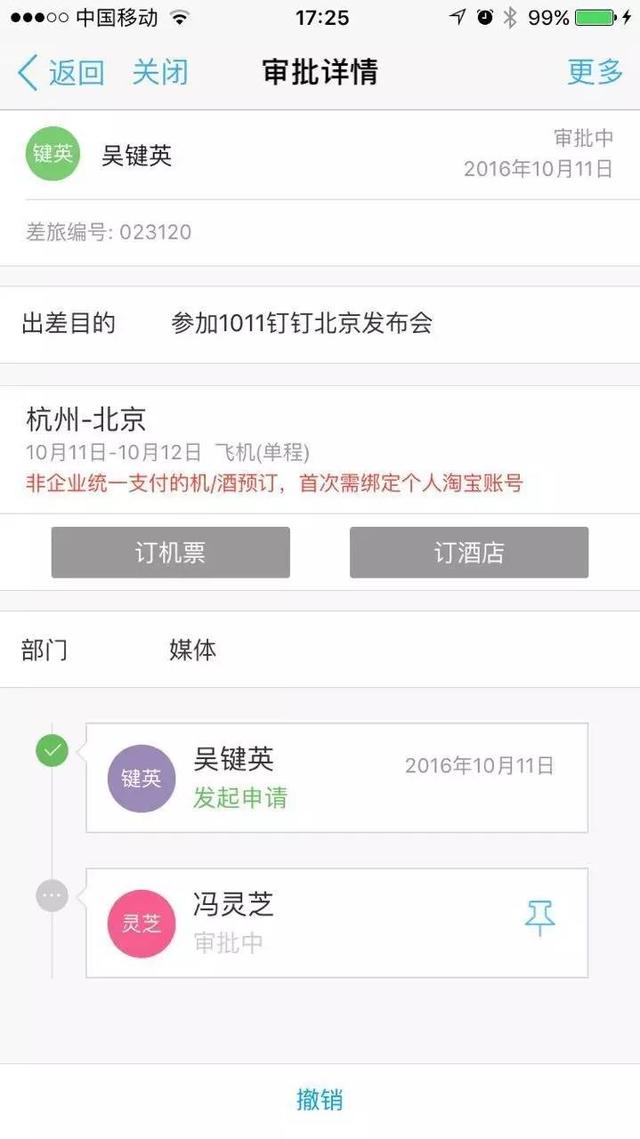 中国移动 17:25 99%
返回 关闭 审批详情 更多
键英 吴键英 审批中
2016年10月11日
差旅编号: 023120
出差目的 参加1011钉钉北京发布会
杭州-北京
10月11日-10月12日 飞机(单程)
非企业统一支付的机/酒预订，首次需绑定个人淘宝账号
订机票 订酒店
部门 媒体
键英 吴键英 2016年10月11日
发起申请
灵芝 冯灵芝
审批中
撤销